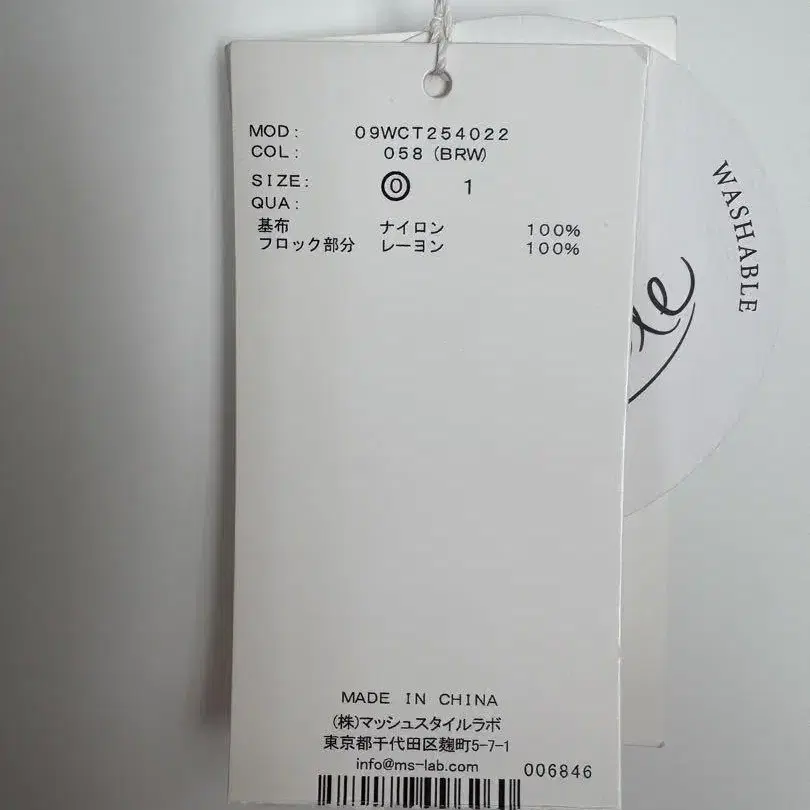 MOD: 09WCT254022
COL: 058 (BRW)
SIZE: 0 1
QUA:
基布 ナイロン 100%
フロック部分 レーヨン 100%
WASHABLE
MADE IN CHINA
(株)マッシュスタイルラボ
東京都千代田区麹町5-7-1
info@ms-lab.com
006846